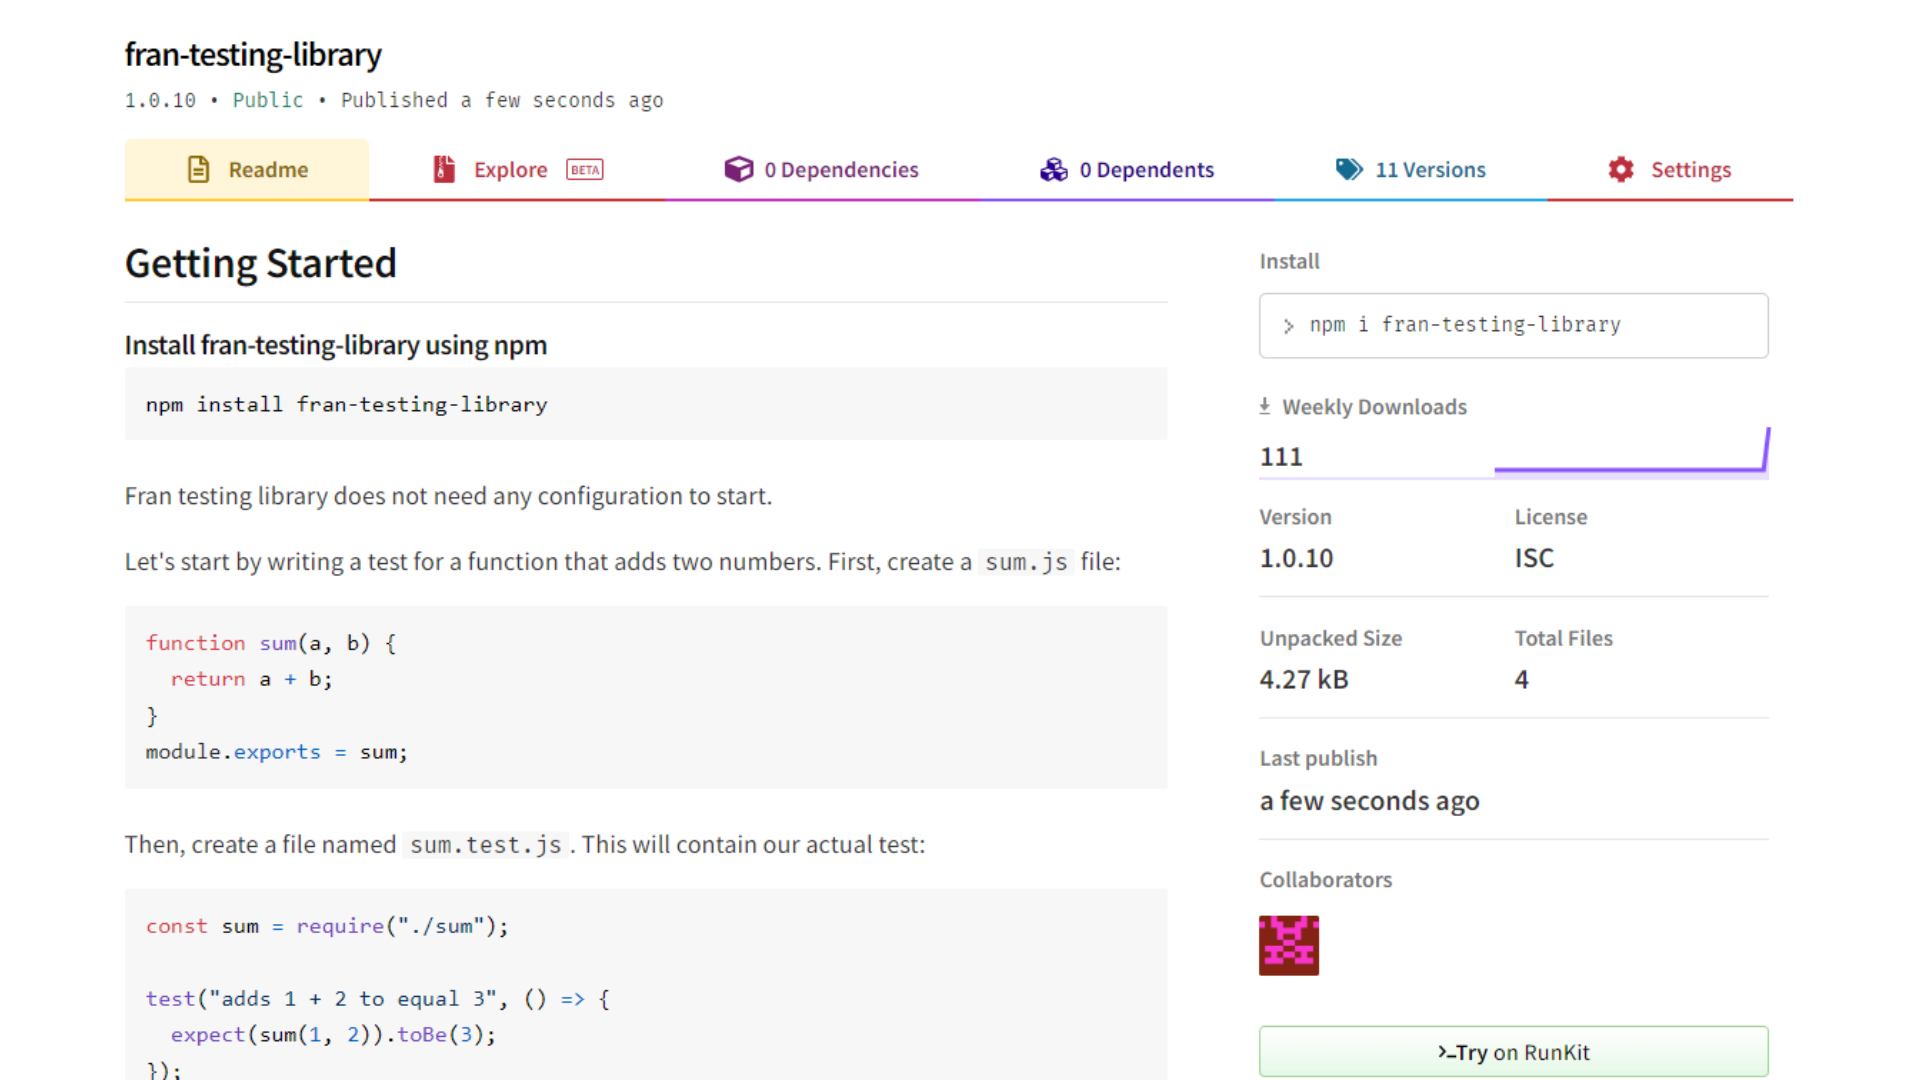 fran-testing-library
1.0.10 • Public • Published a few seconds ago
Readme
Explore BETA
0 Dependencies
0 Dependents
11 Versions
Settings
Getting Started
Install fran-testing-library using npm
npm install fran-testing-library
Fran testing library does not need any configuration to start.
Let's start by writing a test for a function that adds two numbers. First, create a sum.js file:
function sum(a, b) {
  return a + b;
}
module.exports = sum;
Then, create a file named sum.test.js. This will contain our actual test:
const sum = require("./sum");
test("adds 1 + 2 to equal 3", () => {
  expect(sum(1, 2)).toBe(3);
});
Install
> npm i fran-testing-library
Weekly Downloads
111
Version
1.0.10
License
ISC
Unpacked Size
4.27 kB
Total Files
4
Last publish
a few seconds ago
Collaborators
>_Try on RunKit